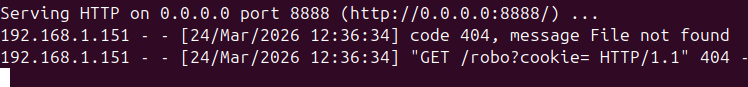 Serving HTTP on 0.0.0.0 port 8888 (http://0.0.0.0:8888/) ...
192.168.1.151 - - [24/Mar/2026 12:36:34] code 404, message File not found
192.168.1.151 - - [24/Mar/2026 12:36:34] "GET /robo?cookie= HTTP/1.1" 404 -